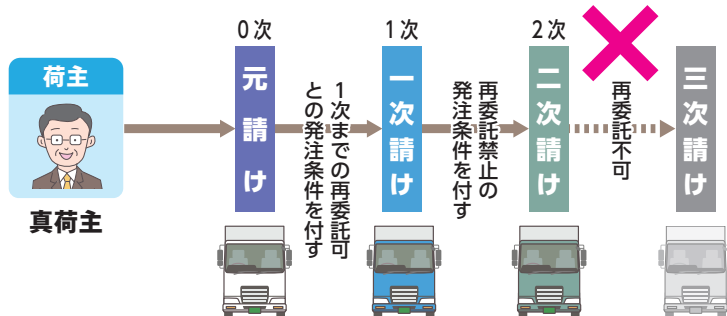 0次
1次
2次
荷主
真荷主
元請け
1次までの再委託可
との発注条件を付す
一次請け
再委託禁止の
発注条件を付す
二次請け
再委託不可
三次請け